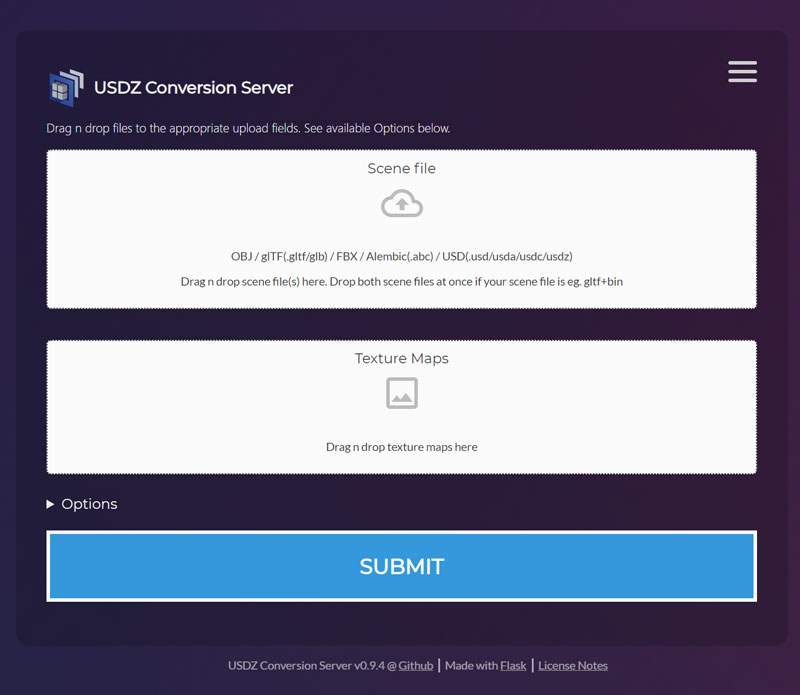 USDZ Conversion Server
Drag n drop files to the appropriate upload fields. See available Options below.
Scene file
OBJ / glTF(.gltf/glb) / FBX / Alembic(.abc) / USD(.usd/usda/usdc/usdz)
Drag n drop scene file(s) here. Drop both scene files at once if your scene file is eg. gltf+bin
Texture Maps
Drag n drop texture maps here
Options
SUBMIT
USDZ Conversion Server v0.9.4 @ Github | Made with Flask | License Notes